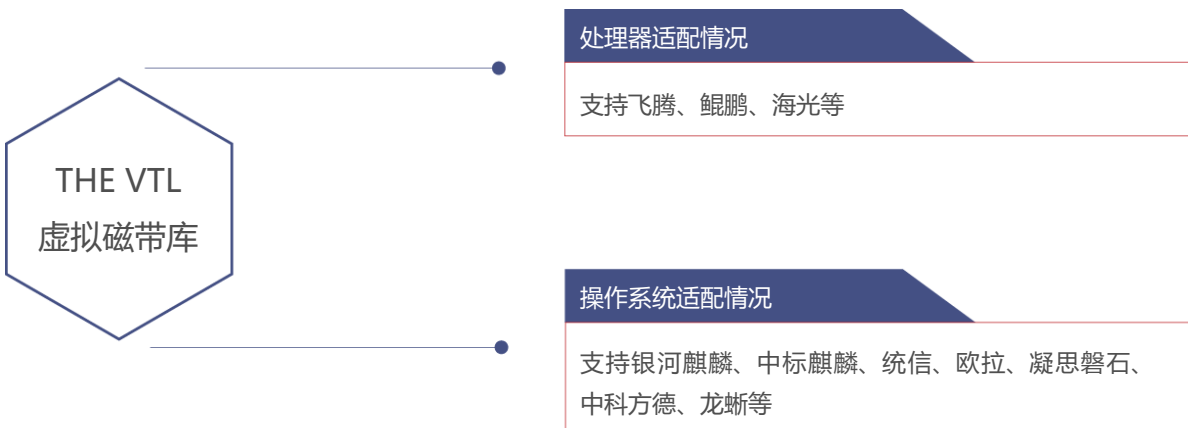 THE VTL
虚拟磁带库
处理器适配情况
支持飞腾、鲲鹏、海光等
操作系统适配情况
支持银河麒麟、中标麒麟、统信、欧拉、凝思磐石、
中科方德、龙蜥等